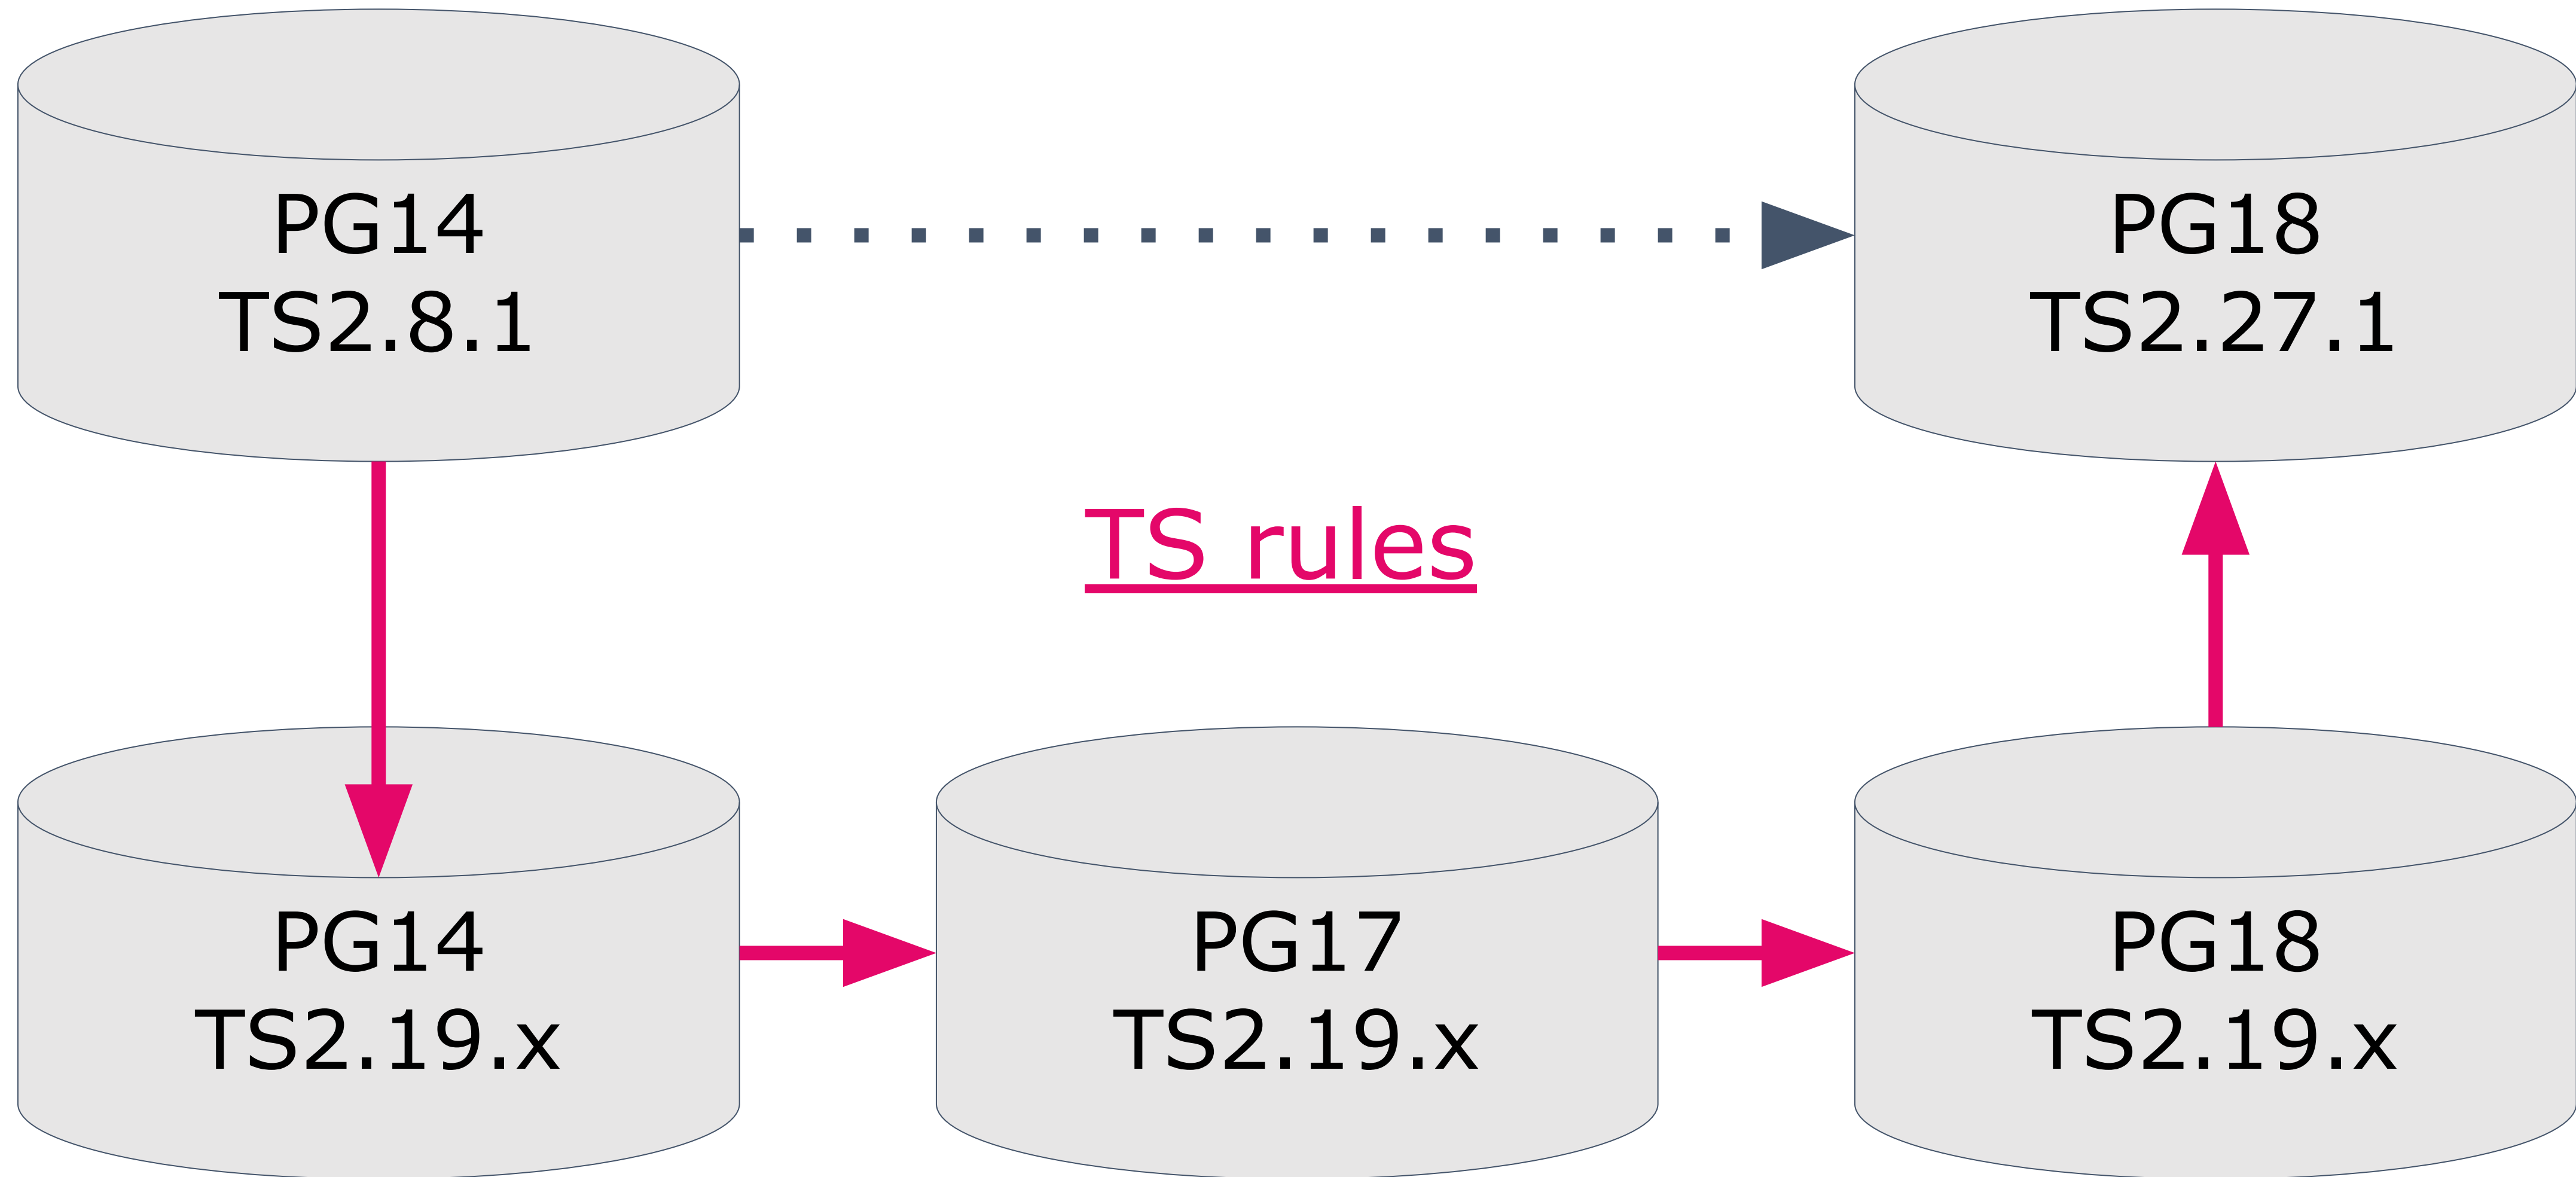 PG14
TS2.8.1
PG18
TS2.27.1
TS rules
PG14
TS2.19.x
PG17
TS2.19.x
PG18
TS2.19.x